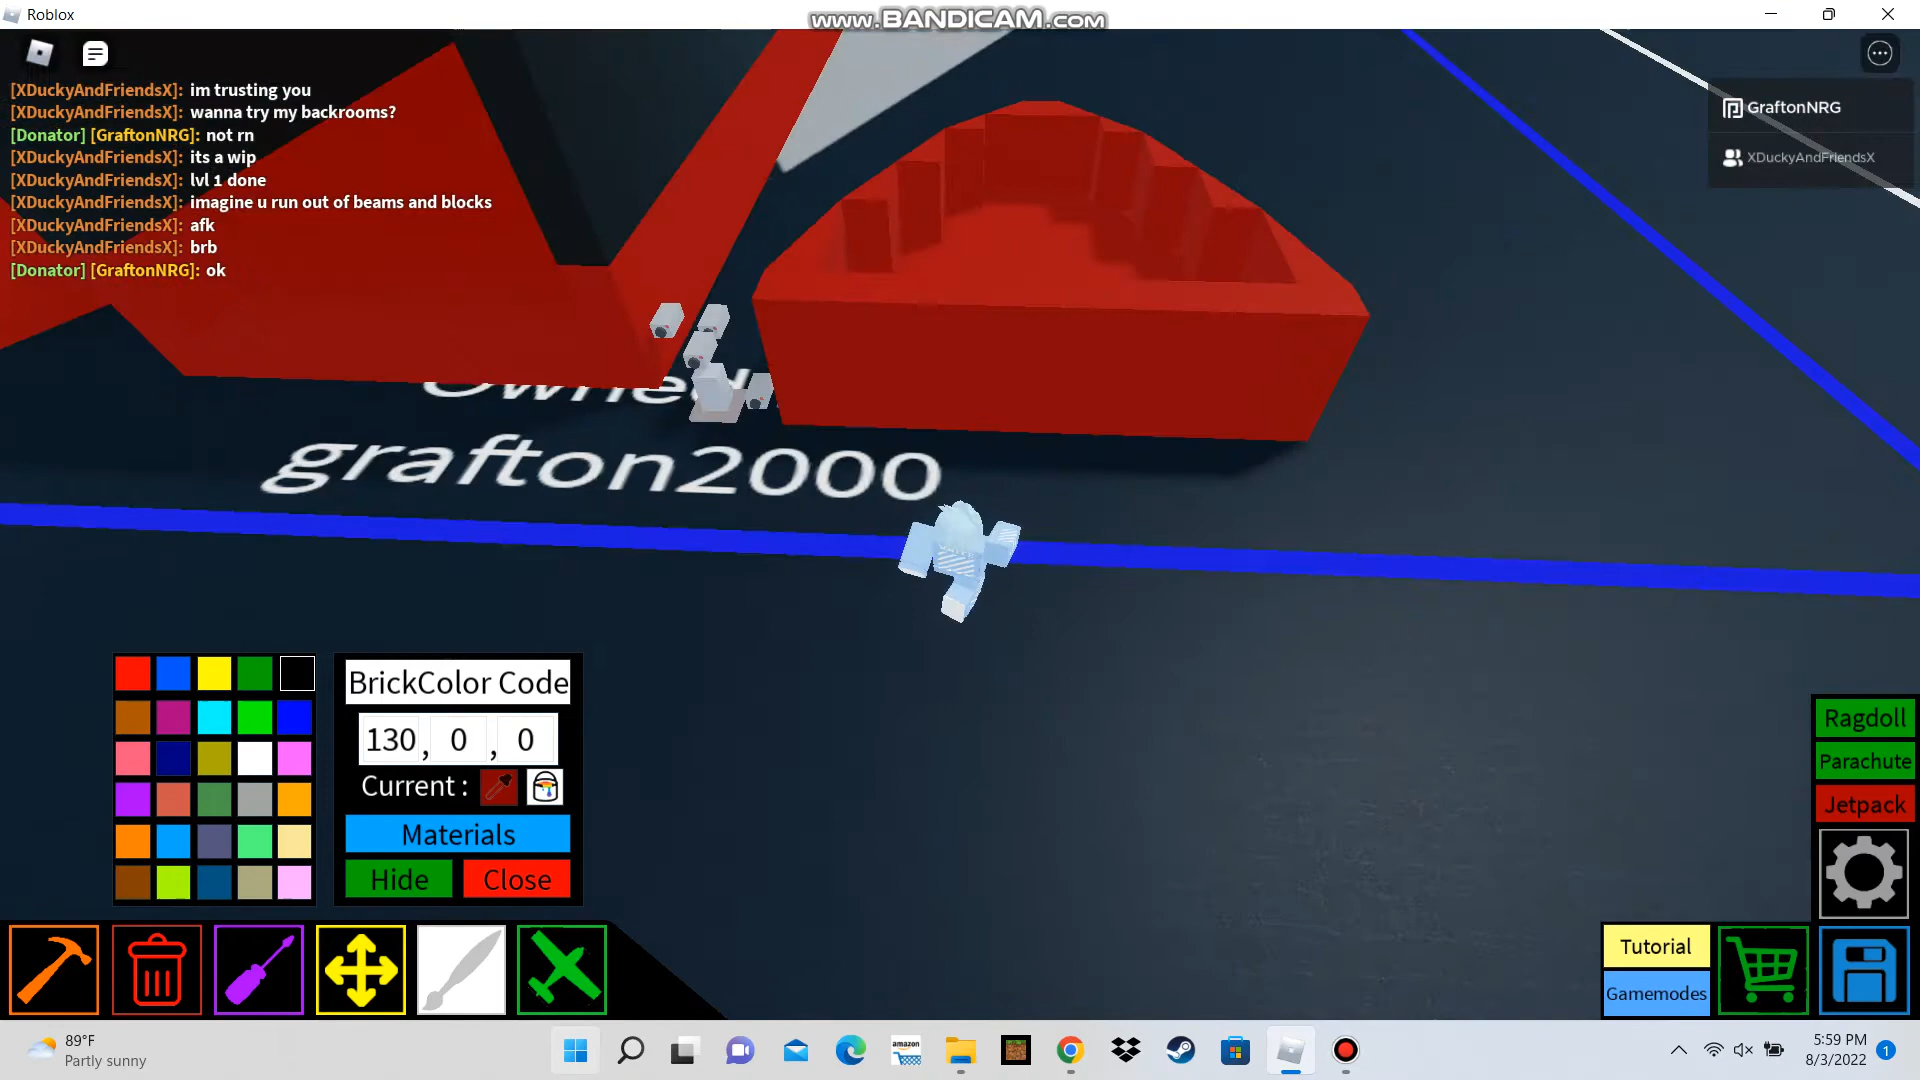 Roblox
www.BANDICAM.com
[XDuckyAndFriendsX]: im trusting you
[XDuckyAndFriendsX]: wanna try my backrooms?
[Donator] [GraftonNRG]: not rn
[XDuckyAndFriendsX]: its a wip
[XDuckyAndFriendsX]: lvl 1 done
[XDuckyAndFriendsX]: imagine u run out of beams and blocks
[XDuckyAndFriendsX]: afk
[XDuckyAndFriendsX]: brb
[Donator] [GraftonNRG]: ok
GraftonNRG
XDuckyAndFriendsX
Owned
grafton2000
BrickColor Code
130, 0, 0
Current :
Materials
Hide
Close
Ragdoll
Parachute
Jetpack
Tutorial
Gamemodes
89°F
Partly sunny
amazon
5:59 PM
8/3/2022
1